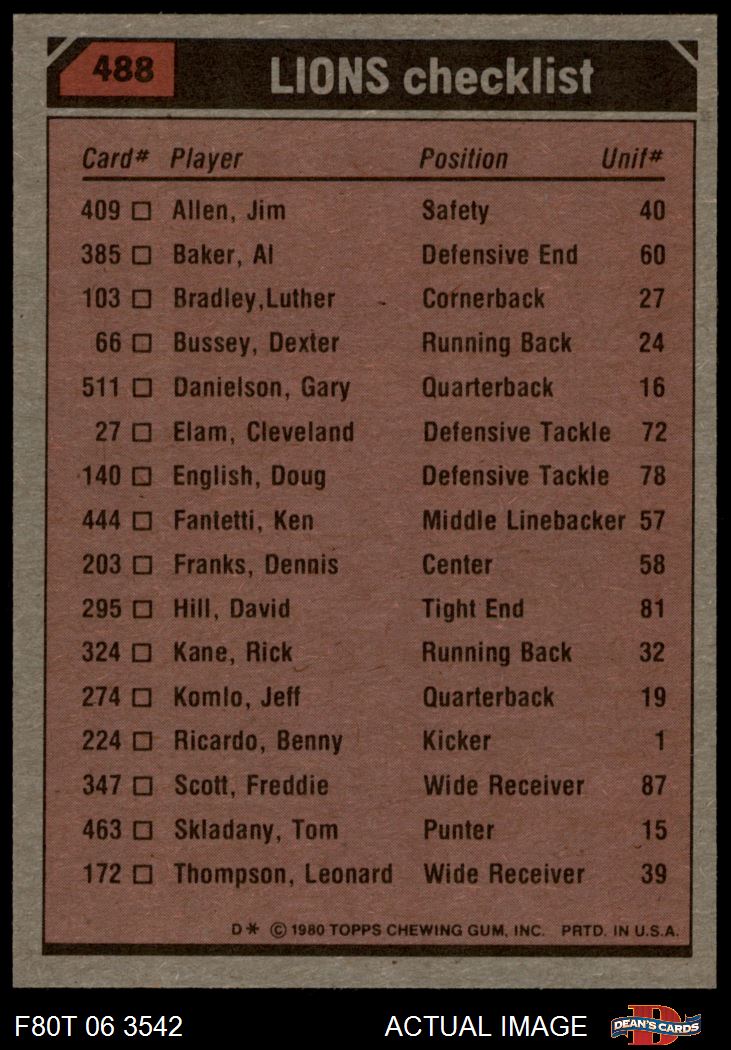 488 LIONS checklist
Card# Player Position Unif#
409 Allen, Jim Safety 40
385 Baker, Al Defensive End 60
103 Bradley,Luther Cornerback 27
66 Bussey, Dexter Running Back 24
511 Danielson, Gary Quarterback 16
27 Elam, Cleveland Defensive Tackle 72
140 English, Doug Defensive Tackle 78
444 Fantetti, Ken Middle Linebacker 57
203 Franks, Dennis Center 58
295 Hill, David Tight End 81
324 Kane, Rick Running Back 32
274 Komlo, Jeff Quarterback 19
224 Ricardo, Benny Kicker 1
347 Scott, Freddie Wide Receiver 87
463 Skladany, Tom Punter 15
172 Thompson, Leonard Wide Receiver 39
D* © 1980 TOPPS CHEWING GUM, INC. PRTD. IN U.S.A.
F80T 06 3542 ACTUAL IMAGE D DEAN'S CARDS